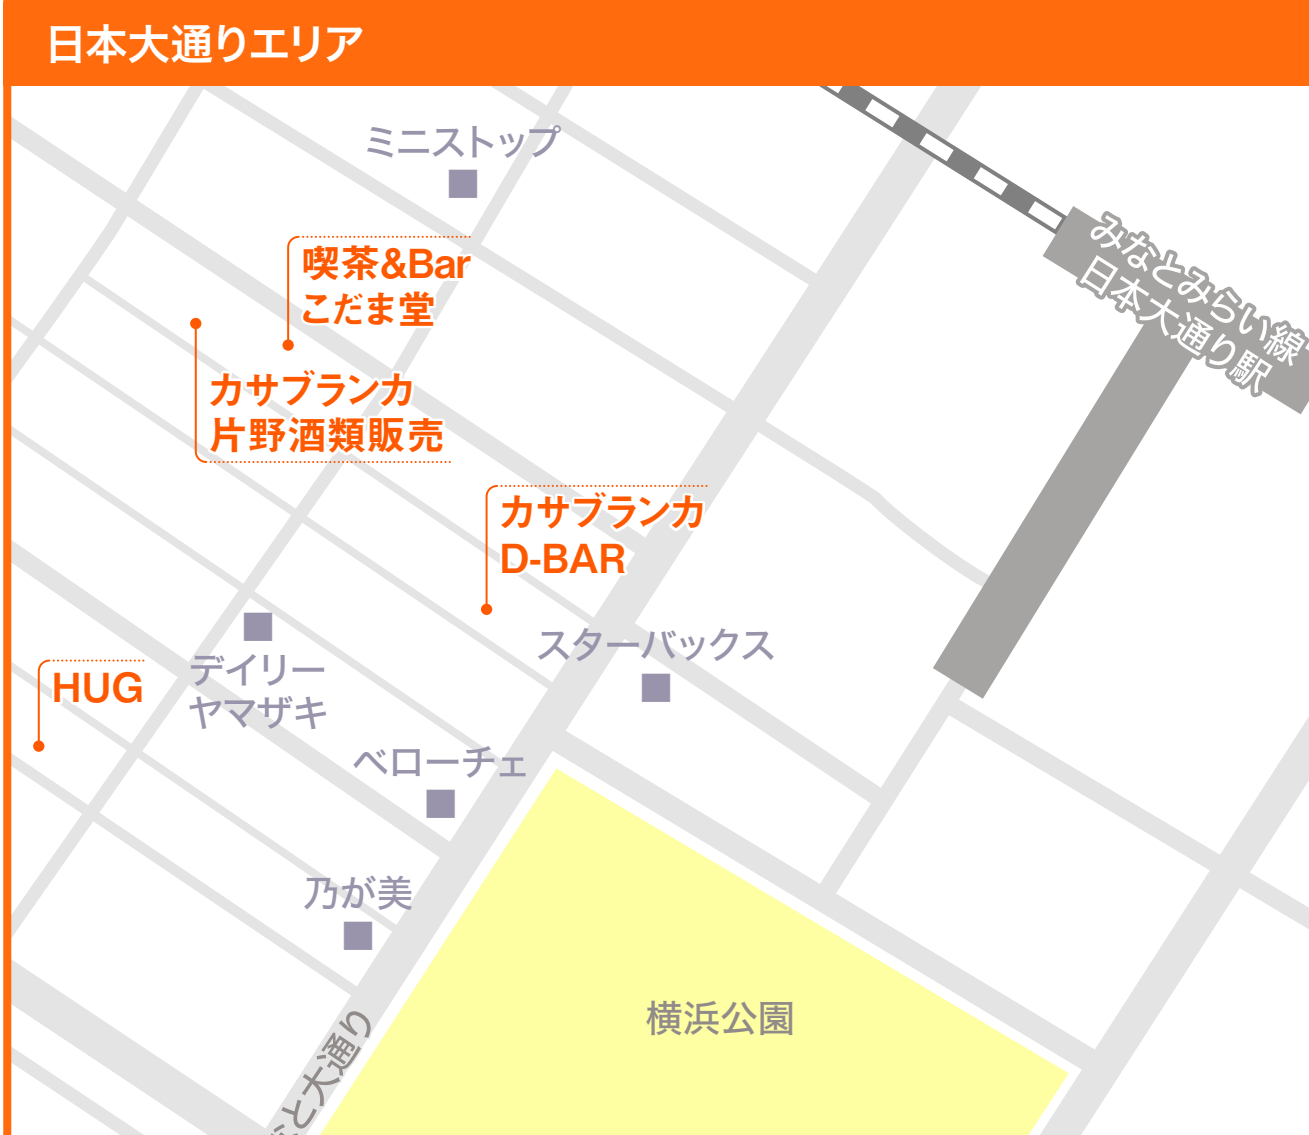 日本大通りエリア
ミニストップ
喫茶&Bar
こだま堂
みなとみらい線
日本大通り駅
カサブランカ
片野酒類販売
カサブランカ
D-BAR
スターバックス
デイリー
ヤマザキ
HUG
ベローチェ
乃が美
横浜公園
と大通り